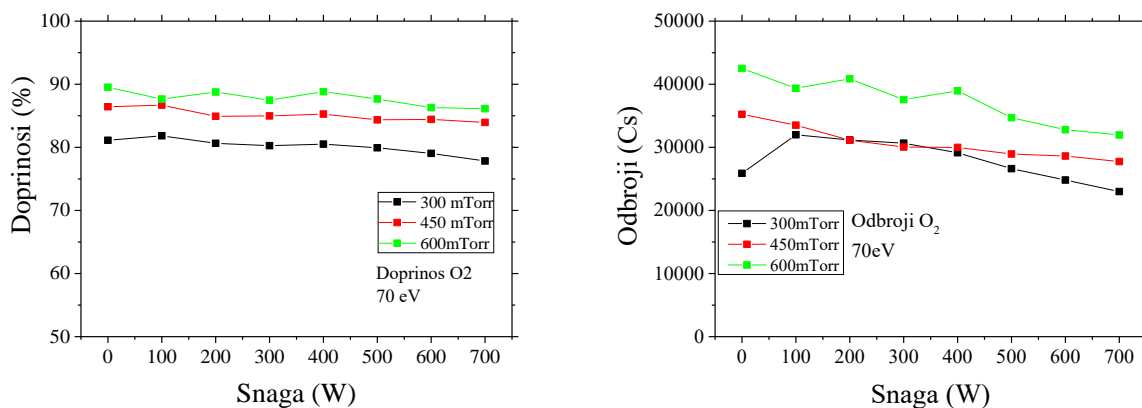 100
90
80
70
60
50
Doprinosi (%)
300 mTorr
450 mTorr
600mTorr
Doprinos O2
70 eV
0 100 200 300 400 500 600 700
Snaga (W)
50000
40000
30000
20000
10000
0
Odbroji (Cs)
300mTorr
450mTorr
600mTorr
Odbroji O₂
70eV
0 100 200 300 400 500 600 700
Snaga (W)